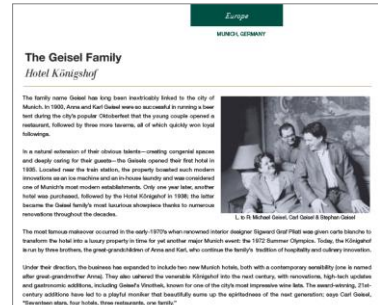 Europe
MUNICH, GERMANY
The Geisel Family
Hotel Königshof
The family name Geisel has long been inextricably linked to the city of
Munich. In 1900, Anna and Karl Geisel were so successful in running a beer
tent during the city's popular Oktoberfest that the young couple opened a
restaurant, followed by three more taverns, all of which quickly won loyal
followings.
In a natural extension of their obvious talents—creating congenial spaces
and deeply caring for their guests—the Geisels opened their first hotel in
1935. Located near the train station, the property boasted such modern
innovations as an ice machine and an in-house laundry and was considered
one of Munich's most modern establishments. Only one year later, another
hotel was purchased, followed by the Hotel Königshof in 1938; the latter
became the family's most luxurious showpiece thanks to numerous
renovations throughout the decades.
L to R: Michael Geisel, Carl Geisel & Stephan Geisel
The most famous makeover occurred in the early-1970's when renowned interior designer Sigward Graf Pilati was given carte blanche to
transform the hotel into a luxury property in time for yet another major Munich event: the 1972 Summer Olympics. Today, the Königshof
is run by three brothers, the great-grandchildren of Anna and Karl, who continue the family's tradition of hospitality and culinary innovation.
Under their direction, the business has expanded to include two new Munich hotels, both with a contemporary sensibility (one is named
after great-grandmother Anna). They also ushered the venerable Königshof into the next century, with renovations, high-tech updates
and gastronomic additions, including Geisel's Vinothek, known for one of the city's most impressive wine lists. The award-winning, 21st-
century additions have led to a playful moniker that beautifully sums up the spiritedness of the next generation; says Carl Geisel,
"Seventeen stars, four hotels, three restaurants, one family."